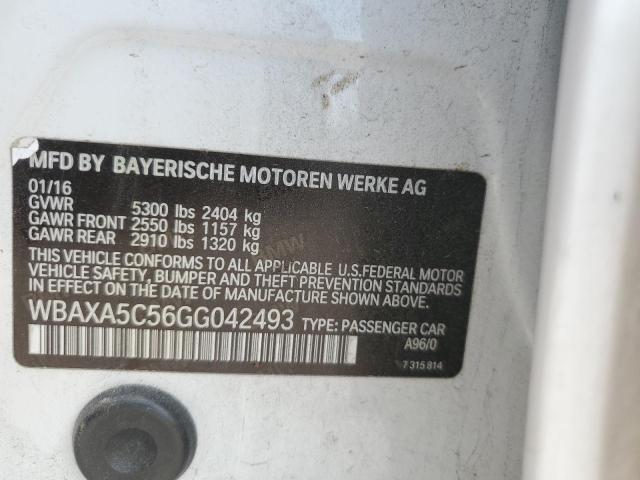 MFD BY BAYERISCHE MOTOREN WERKE AG
01/16
GVWR 5300 lbs 2404 kg
GAWR FRONT 2550 lbs 1157 kg
GAWR REAR 2910 lbs 1320 kg
THIS VEHICLE CONFORMS TO ALL APPLICABLE U.S.FEDERAL MOTOR
VEHICLE SAFETY, BUMPER AND THEFT PREVENTION STANDARDS
IN EFFECT ON THE DATE OF MANUFACTURE SHOWN ABOVE.
WBAXA5C56GG042493 TYPE: PASSENGER CAR
A96/0
7 315 814
BMW